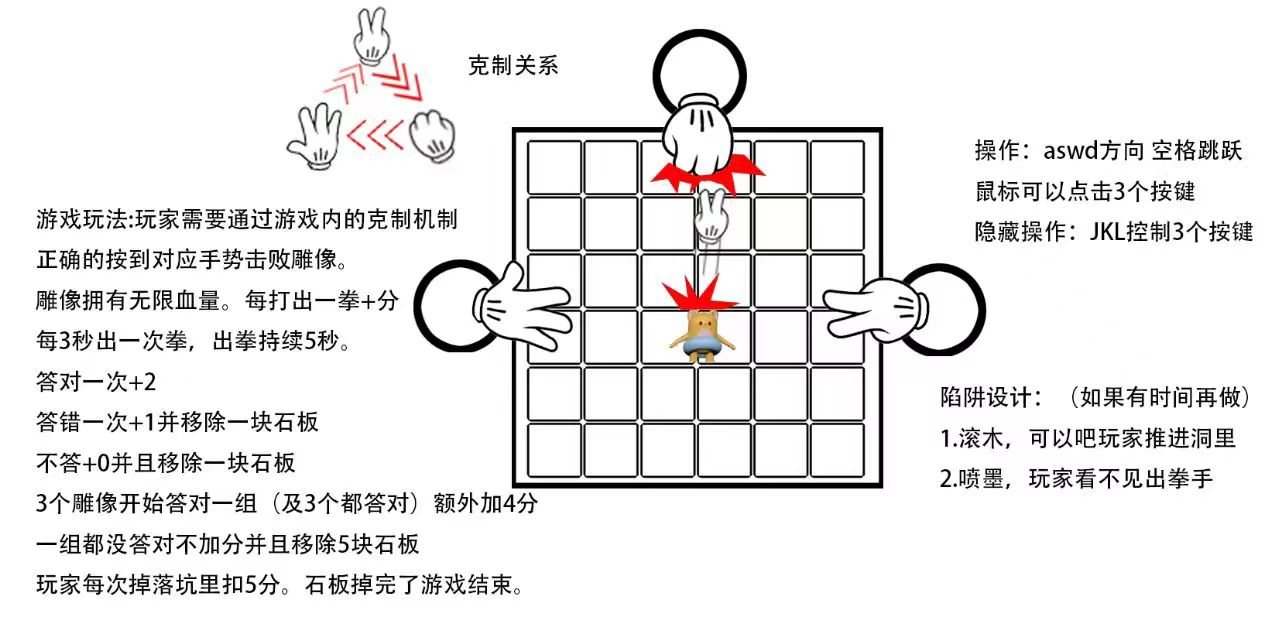 克制关系
操作：aswd方向 空格跳跃
鼠标可以点击3个按键
隐藏操作：JKL控制3个按键
游戏玩法:玩家需要通过游戏内的克制机制
正确的按到对应手势击败雕像。
雕像拥有无限血量。每打出一拳+分
每3秒出一次拳，出拳持续5秒。
答对一次+2
答错一次+1并移除一块石板
不答+0并且移除一块石板
3个雕像开始答对一组（及3个都答对）额外加4分
一组都没答对不加分并且移除5块石板
玩家每次掉落坑里扣5分。石板掉完了游戏结束。
陷阱设计：（如果有时间再做）
1.滚木，可以吧玩家推进洞里
2.喷墨，玩家看不见出拳手